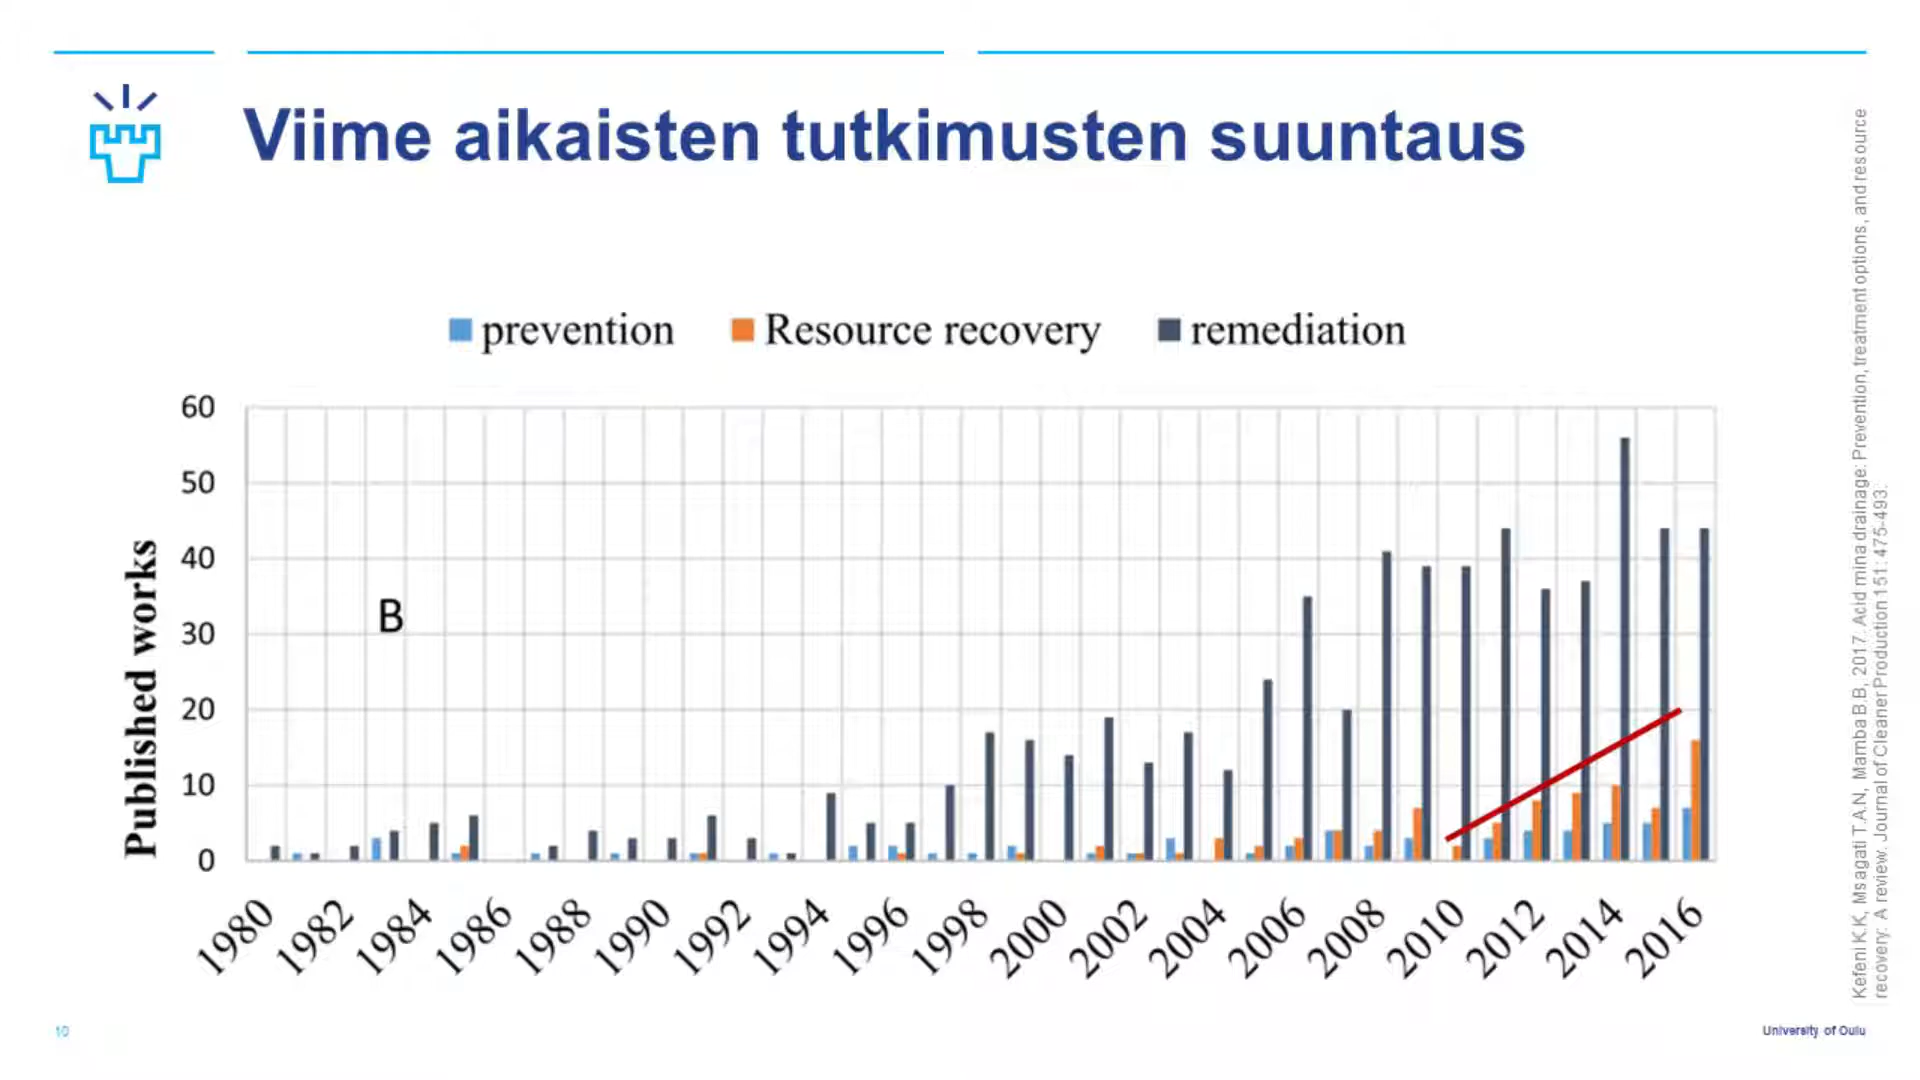 Viime aikaisten tutkimusten suuntaus
prevention Resource recovery remediation
60
50
40
30
20
10
0
Published works
B
1980 1982 1984 1986 1988 1990 1992 1994 1996 1998 2000 2002 2004 2006 2008 2010 2012 2014 2016
Kefeni K.K, Msagati T.A.N, Mamba B.B, 2017. Acid mina drainage: Prevention, treatment options, and resource
recovery: A review. Journal of Cleaner Production 151: 475-493.
10
University of Oulu